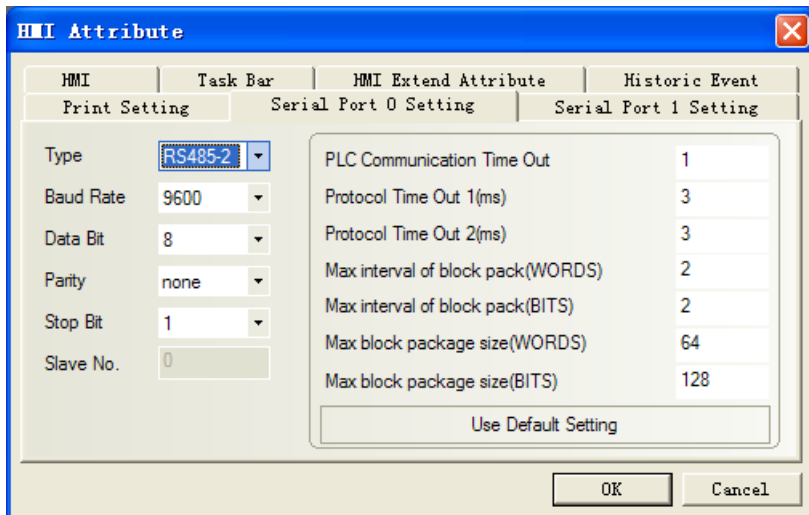 HMI Attribute
HMI Task Bar HMI Extend Attribute Historic Event
Print Setting Serial Port 0 Setting Serial Port 1 Setting
Type RS485-2
Baud Rate 9600
Data Bit 8
Parity none
Stop Bit 1
Slave No. 0
PLC Communication Time Out 1
Protocol Time Out 1(ms) 3
Protocol Time Out 2(ms) 3
Max interval of block pack(WORDS) 2
Max interval of block pack(BITS) 2
Max block package size(WORDS) 64
Max block package size(BITS) 128
Use Default Setting
OK Cancel